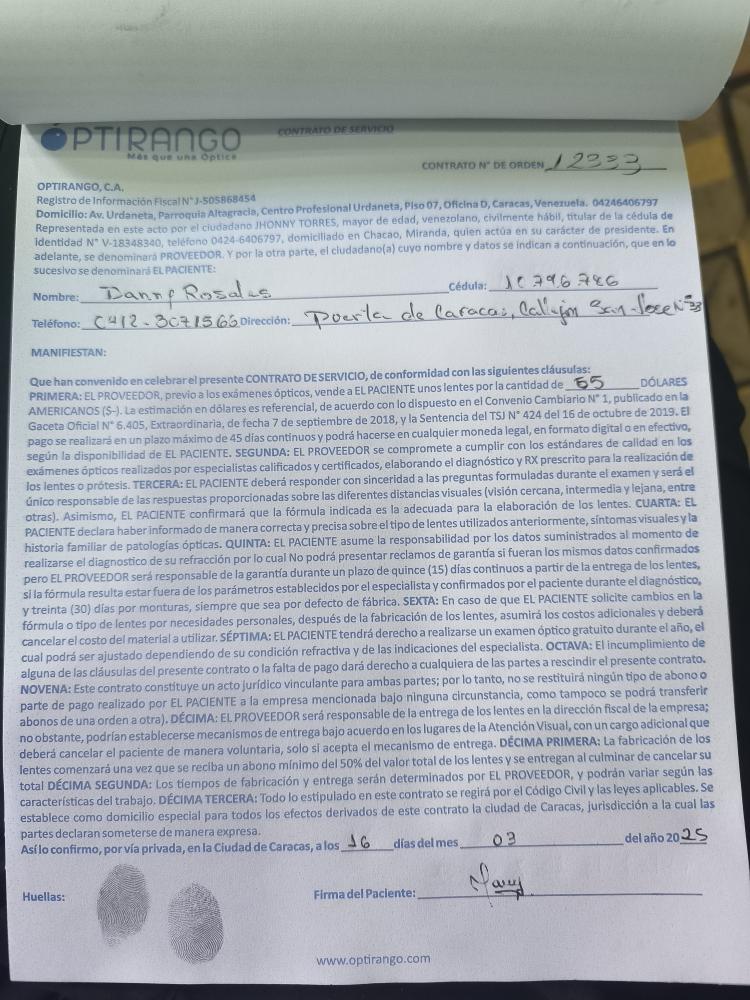 OPTIRANGO
Más que una Óptica
CONTRATO DE SERVICIO
CONTRATO N° DE ORDEN 12333
OPTIRANGO, C.A.
Registro de Información Fiscal N° J-505868454
Domicilio: Av. Urdaneta, Parroquia Altagracia, Centro Profesional Urdaneta, Piso 07, Oficina D, Caracas, Venezuela. 04246406797
Representada en este acto por el ciudadano JHONNY TORRES, mayor de edad, venezolano, civilmente hábil, titular de la cédula de
Identidad N° V-18348340, teléfono 0424-6406797, domiciliado en Chacao, Miranda, quien actúa en su carácter de presidente. En
adelante, se denominará PROVEEDOR. Y por la otra parte, el ciudadano(a) cuyo nombre y datos se indican a continuación, que en lo
sucesivo se denominará EL PACIENTE:
Nombre: Danny Rosales Cédula: 10 796 786
Teléfono: 0412-3071566 Dirección: Puerta de Caracas, Callejón San Jose N° 33
MANIFIESTAN:
Que han convenido en celebrar el presente CONTRATO DE SERVICIO, de conformidad con las siguientes cláusulas:
PRIMERA: EL PROVEEDOR, previo a los exámenes ópticos, vende a EL PACIENTE unos lentes por la cantidad de 65 DÓLARES
AMERICANOS ($-). La estimación en dólares es referencial, de acuerdo con lo dispuesto en el Convenio Cambiario N° 1, publicado en la
Gaceta Oficial N° 6.405, Extraordinaria, de fecha 7 de septiembre de 2018, y la Sentencia del TSJ N° 424 del 16 de octubre de 2019. El
pago se realizará en un plazo máximo de 45 días continuos y podrá hacerse en cualquier moneda legal, en formato digital o en efectivo,
según la disponibilidad de EL PACIENTE. SEGUNDA: EL PROVEEDOR se compromete a cumplir con los estándares de calidad en los
exámenes ópticos realizados por especialistas calificados y certificados, elaborando el diagnóstico y RX prescrito para la realización de
los lentes o prótesis. TERCERA: EL PACIENTE deberá responder con sinceridad a las preguntas formuladas durante el examen y será el
único responsable de las respuestas proporcionadas sobre las diferentes distancias visuales (visión cercana, intermedia y lejana, entre
otras). Asimismo, EL PACIENTE confirmará que la fórmula indicada es la adecuada para la elaboración de los lentes. CUARTA: EL
PACIENTE declara haber informado de manera correcta y precisa sobre el tipo de lentes utilizados anteriormente, síntomas visuales y la
historia familiar de patologías ópticas. QUINTA: EL PACIENTE asume la responsabilidad por los datos suministrados al momento de
realizarse el diagnostico de su refracción por lo cual No podrá presentar reclamos de garantía si fueran los mismos datos confirmados
pero EL PROVEEDOR será responsable de la garantía durante un plazo de quince (15) días continuos a partir de la entrega de los lentes,
si la fórmula resulta estar fuera de los parámetros establecidos por el especialista y confirmados por el paciente durante el diagnóstico,
y treinta (30) días por monturas, siempre que sea por defecto de fábrica. SEXTA: En caso de que EL PACIENTE solicite cambios en la
fórmula o tipo de lentes por necesidades personales, después de la fabricación de los lentes, asumirá los costos adicionales y deberá
cancelar el costo del material a utilizar. SÉPTIMA: EL PACIENTE tendrá derecho a realizarse un examen óptico gratuito durante el año, el
cual podrá ser ajustado dependiendo de su condición refractiva y de las indicaciones del especialista. OCTAVA: El incumplimiento de
alguna de las cláusulas del presente contrato o la falta de pago dará derecho a cualquiera de las partes a rescindir el presente contrato.
NOVENA: Este contrato constituye un acto jurídico vinculante para ambas partes; por lo tanto, no se restituirá ningún tipo de abono o
parte de pago realizado por EL PACIENTE a la empresa mencionada bajo ninguna circunstancia, como tampoco se podrá transferir
abonos de una orden a otra). DÉCIMA: EL PROVEEDOR será responsable de la entrega de los lentes en la dirección fiscal de la empresa;
no obstante, podrían establecerse mecanismos de entrega bajo acuerdo en los lugares de la Atención Visual, con un cargo adicional que
deberá cancelar el paciente de manera voluntaria, solo si acepta el mecanismo de entrega. DÉCIMA PRIMERA: La fabricación de los
lentes comenzará una vez que se reciba un abono mínimo del 50% del valor total de los lentes y se entregan al culminar de cancelar su
total DÉCIMA SEGUNDA: Los tiempos de fabricación y entrega serán determinados por EL PROVEEDOR, y podrán variar según las
características del trabajo. DÉCIMA TERCERA: Todo lo estipulado en este contrato se regirá por el Código Civil y las leyes aplicables. Se
establece como domicilio especial para todos los efectos derivados de este contrato la ciudad de Caracas, jurisdicción a la cual las
partes declaran someterse de manera expresa.
Así lo confirmo, por vía privada, en la Ciudad de Caracas, a los 16 días del mes 03 del año 2025
Huellas: Firma del Paciente:
www.optirango.com